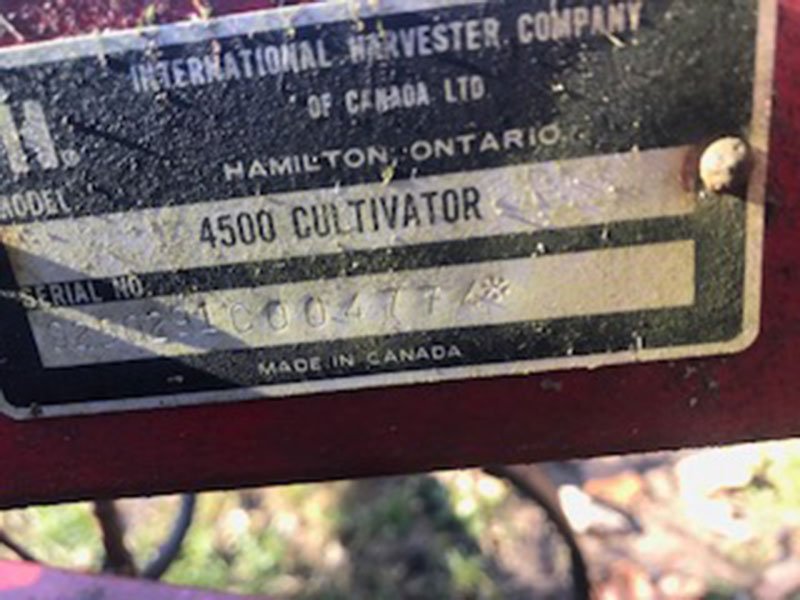 INTERNATIONAL HARVESTER COMPANY
OF CANADA LTD
HAMILTON, ONTARIO
H.
MODEL
4500 CULTIVATOR
SERIAL NO.
MADE IN CANADA